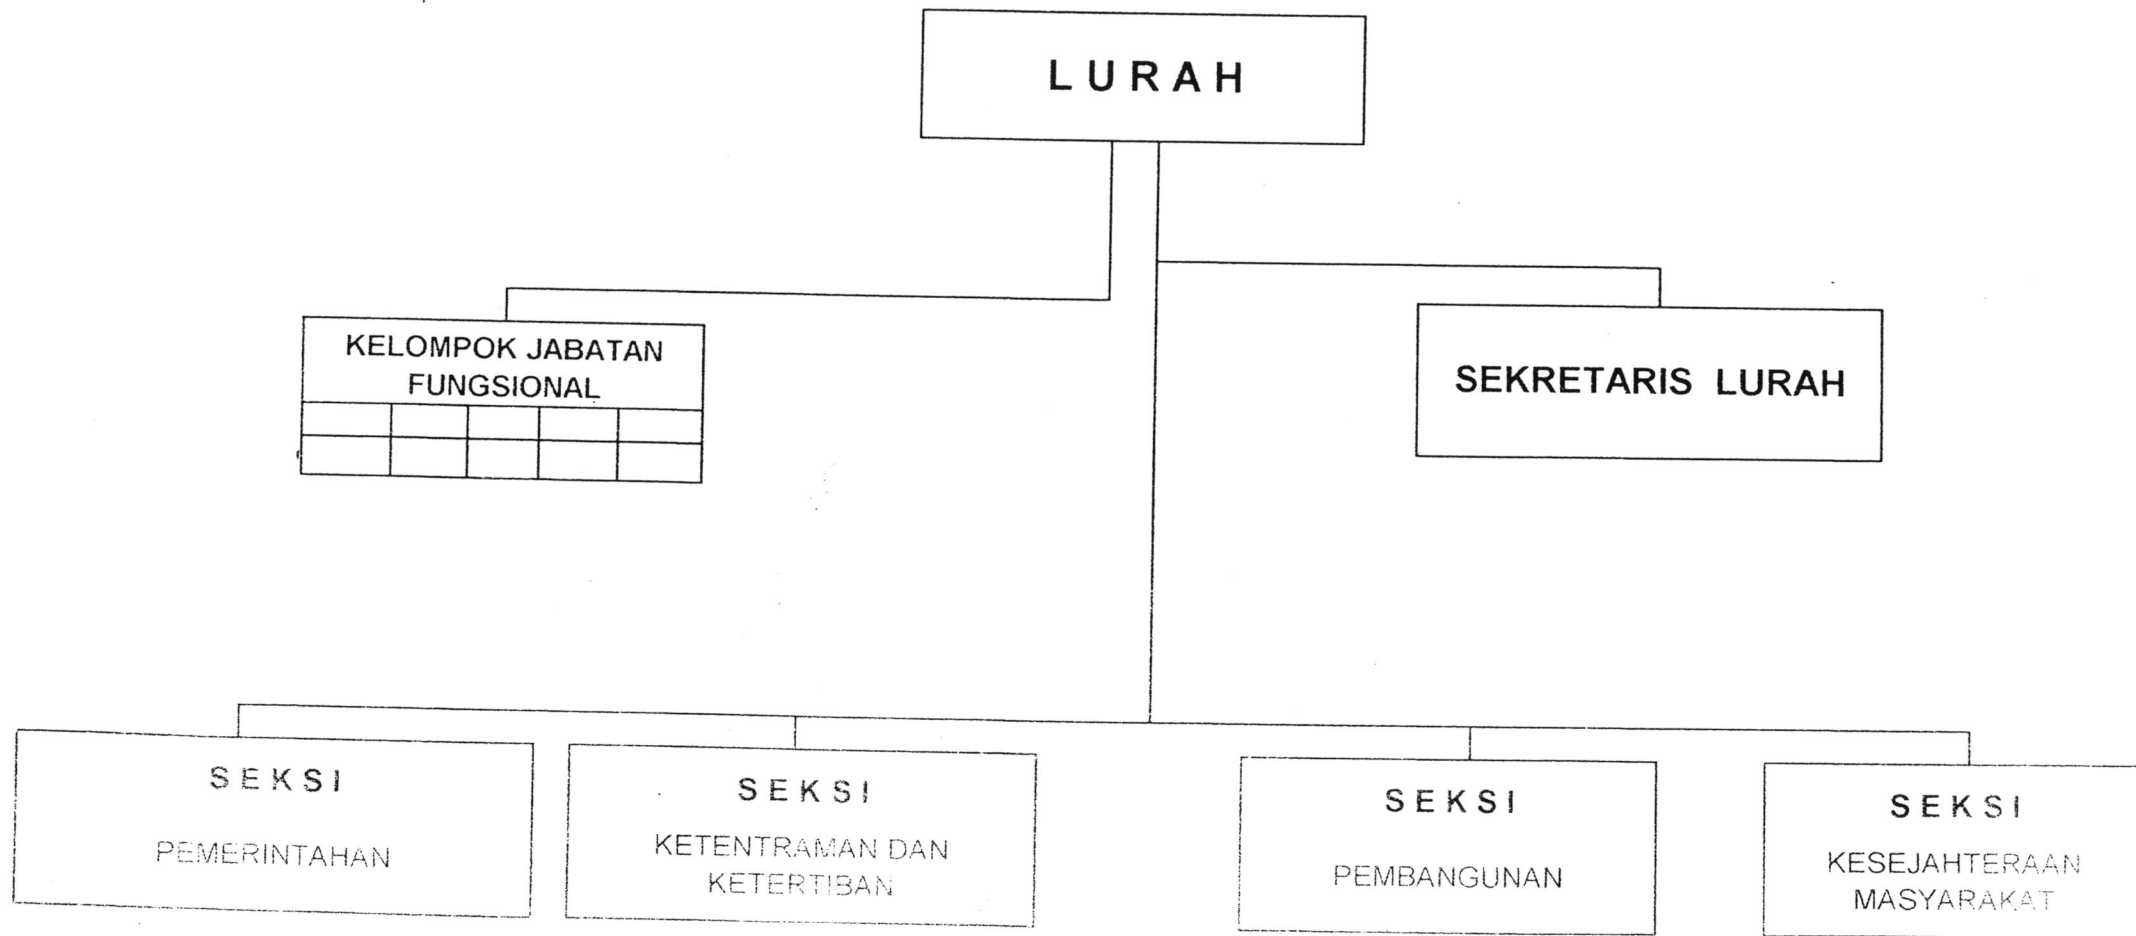 LURAH
KELOMPOK JABATAN
FUNGSIONAL
SEKRETARIS LURAH
SEKSI
PEMERINTAHAN
SEKSI
KETENTRAMAN DAN
KETERTIBAN
SEKSI
PEMBANGUNAN
SEKSI
KESEJAHTERAAN
MASYARAKAT